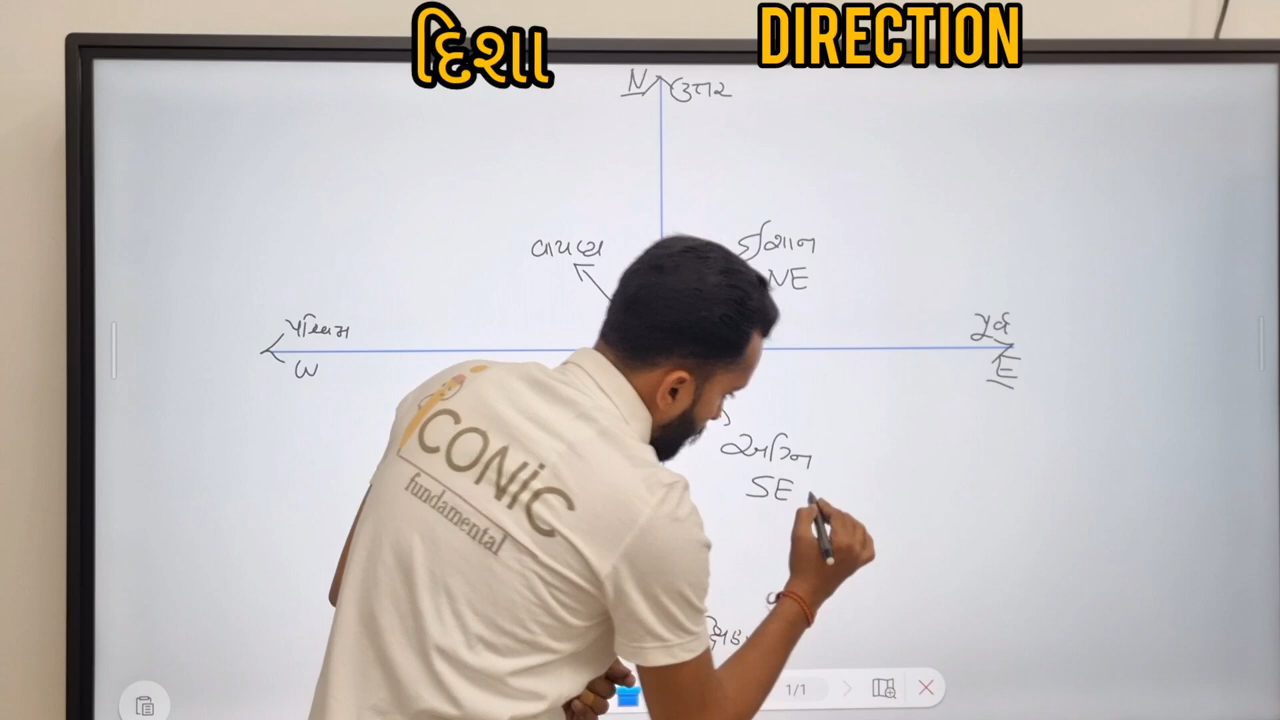 દિશા
DIRECTION
N ઉત્તર
વાયવ્ય
ઈશાન
NE
પશ્ચિમ
W
પૂર્વ
E
અગ્નિ
SE
iCONiC
fundamental
1/1